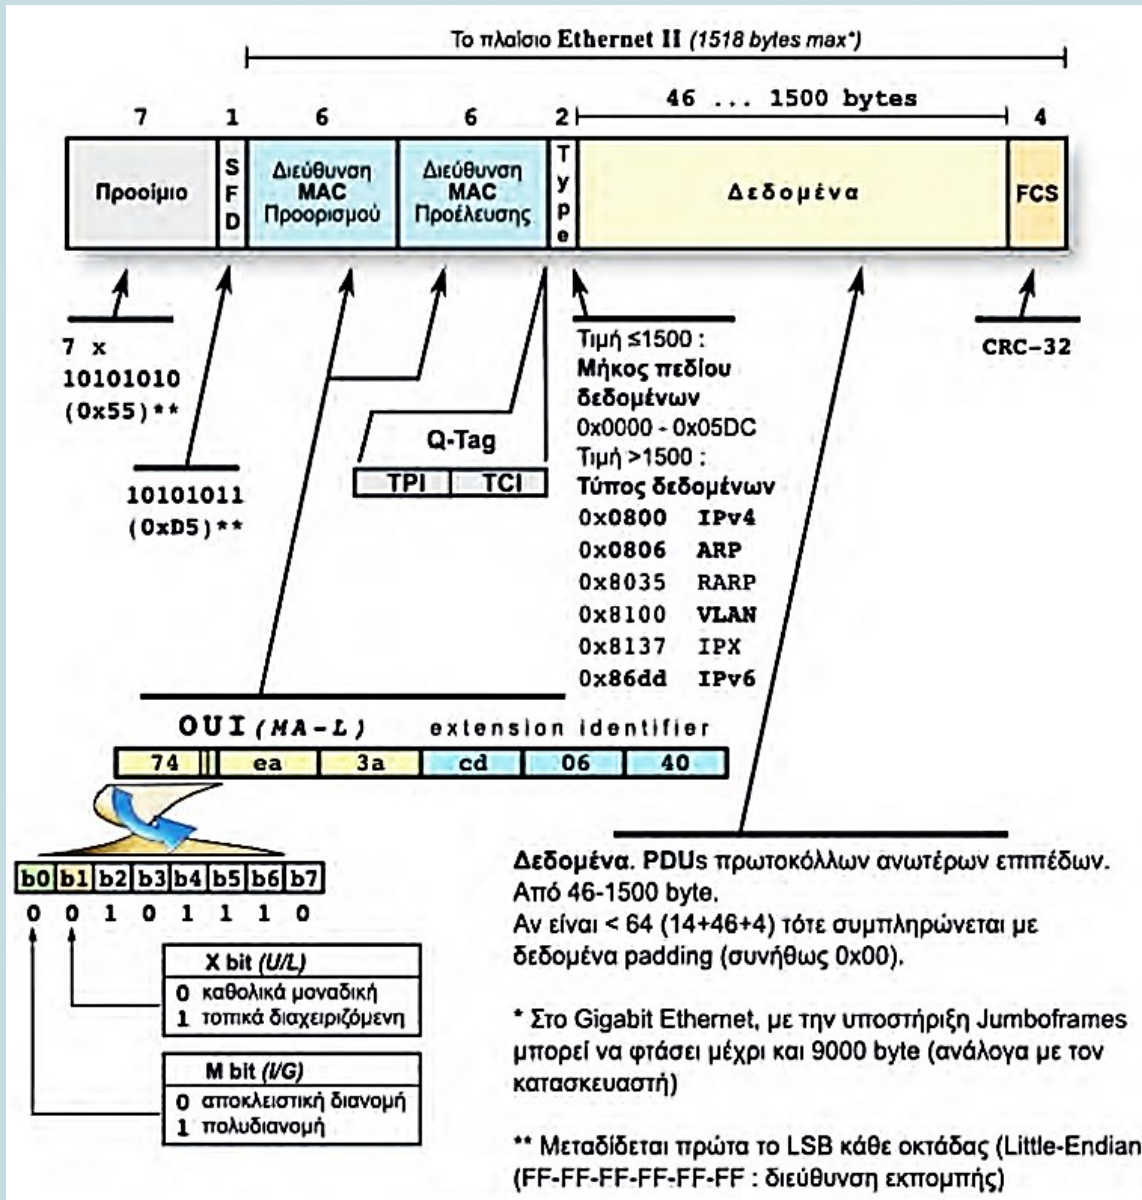 Το πλαίσιο Ethernet II (1518 bytes max*)
46 ... 1500 bytes
7 1 6 6 2 4
Προοίμιο
SFD
Διεύθυνση
MAC
Προορισμού
Διεύθυνση
MAC
Προέλευσης
Type
Δεδομένα
FCS
7 x
10101010
(0x55)**
10101011
(0xD5)**
Q-Tag
TPI TCI
Τιμή ≤1500 :
Μήκος πεδίου
δεδομένων
0x0000 - 0x05DC
Τιμή >1500 :
Τύπος δεδομένων
0x0800 IPv4
0x0806 ARP
0x8035 RARP
0x8100 VLAN
0x8137 IPX
0x86dd IPv6
CRC-32
OUI (MA-L) extension identifier
74 ea 3a cd 06 40
b0 b1 b2 b3 b4 b5 b6 b7
0 0 1 0 1 1 1 0
X bit (U/L)
0 καθολικά μοναδική
1 τοπικά διαχειριζόμενη
M bit (I/G)
0 αποκλειστική διανομή
1 πολυδιανομή
Δεδομένα. PDUs πρωτοκόλλων ανωτέρων επιπέδων.
Από 46-1500 byte.
Αν είναι < 64 (14+46+4) τότε συμπληρώνεται με
δεδομένα padding (συνήθως 0x00).
* Στο Gigabit Ethernet, με την υποστήριξη Jumboframes
μπορεί να φτάσει μέχρι και 9000 byte (ανάλογα με τον
κατασκευαστή)
** Μεταδίδεται πρώτα το LSB κάθε οκτάδας (Little-Endian
(FF-FF-FF-FF-FF-FF : διεύθυνση εκπομπής)